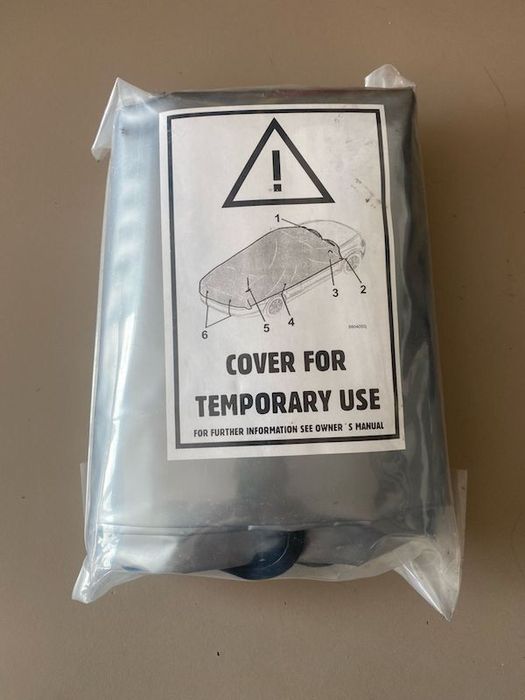 !
1
2
3
4
5
6
COVER FOR
TEMPORARY USE
FOR FURTHER INFORMATION SEE OWNER´S MANUAL